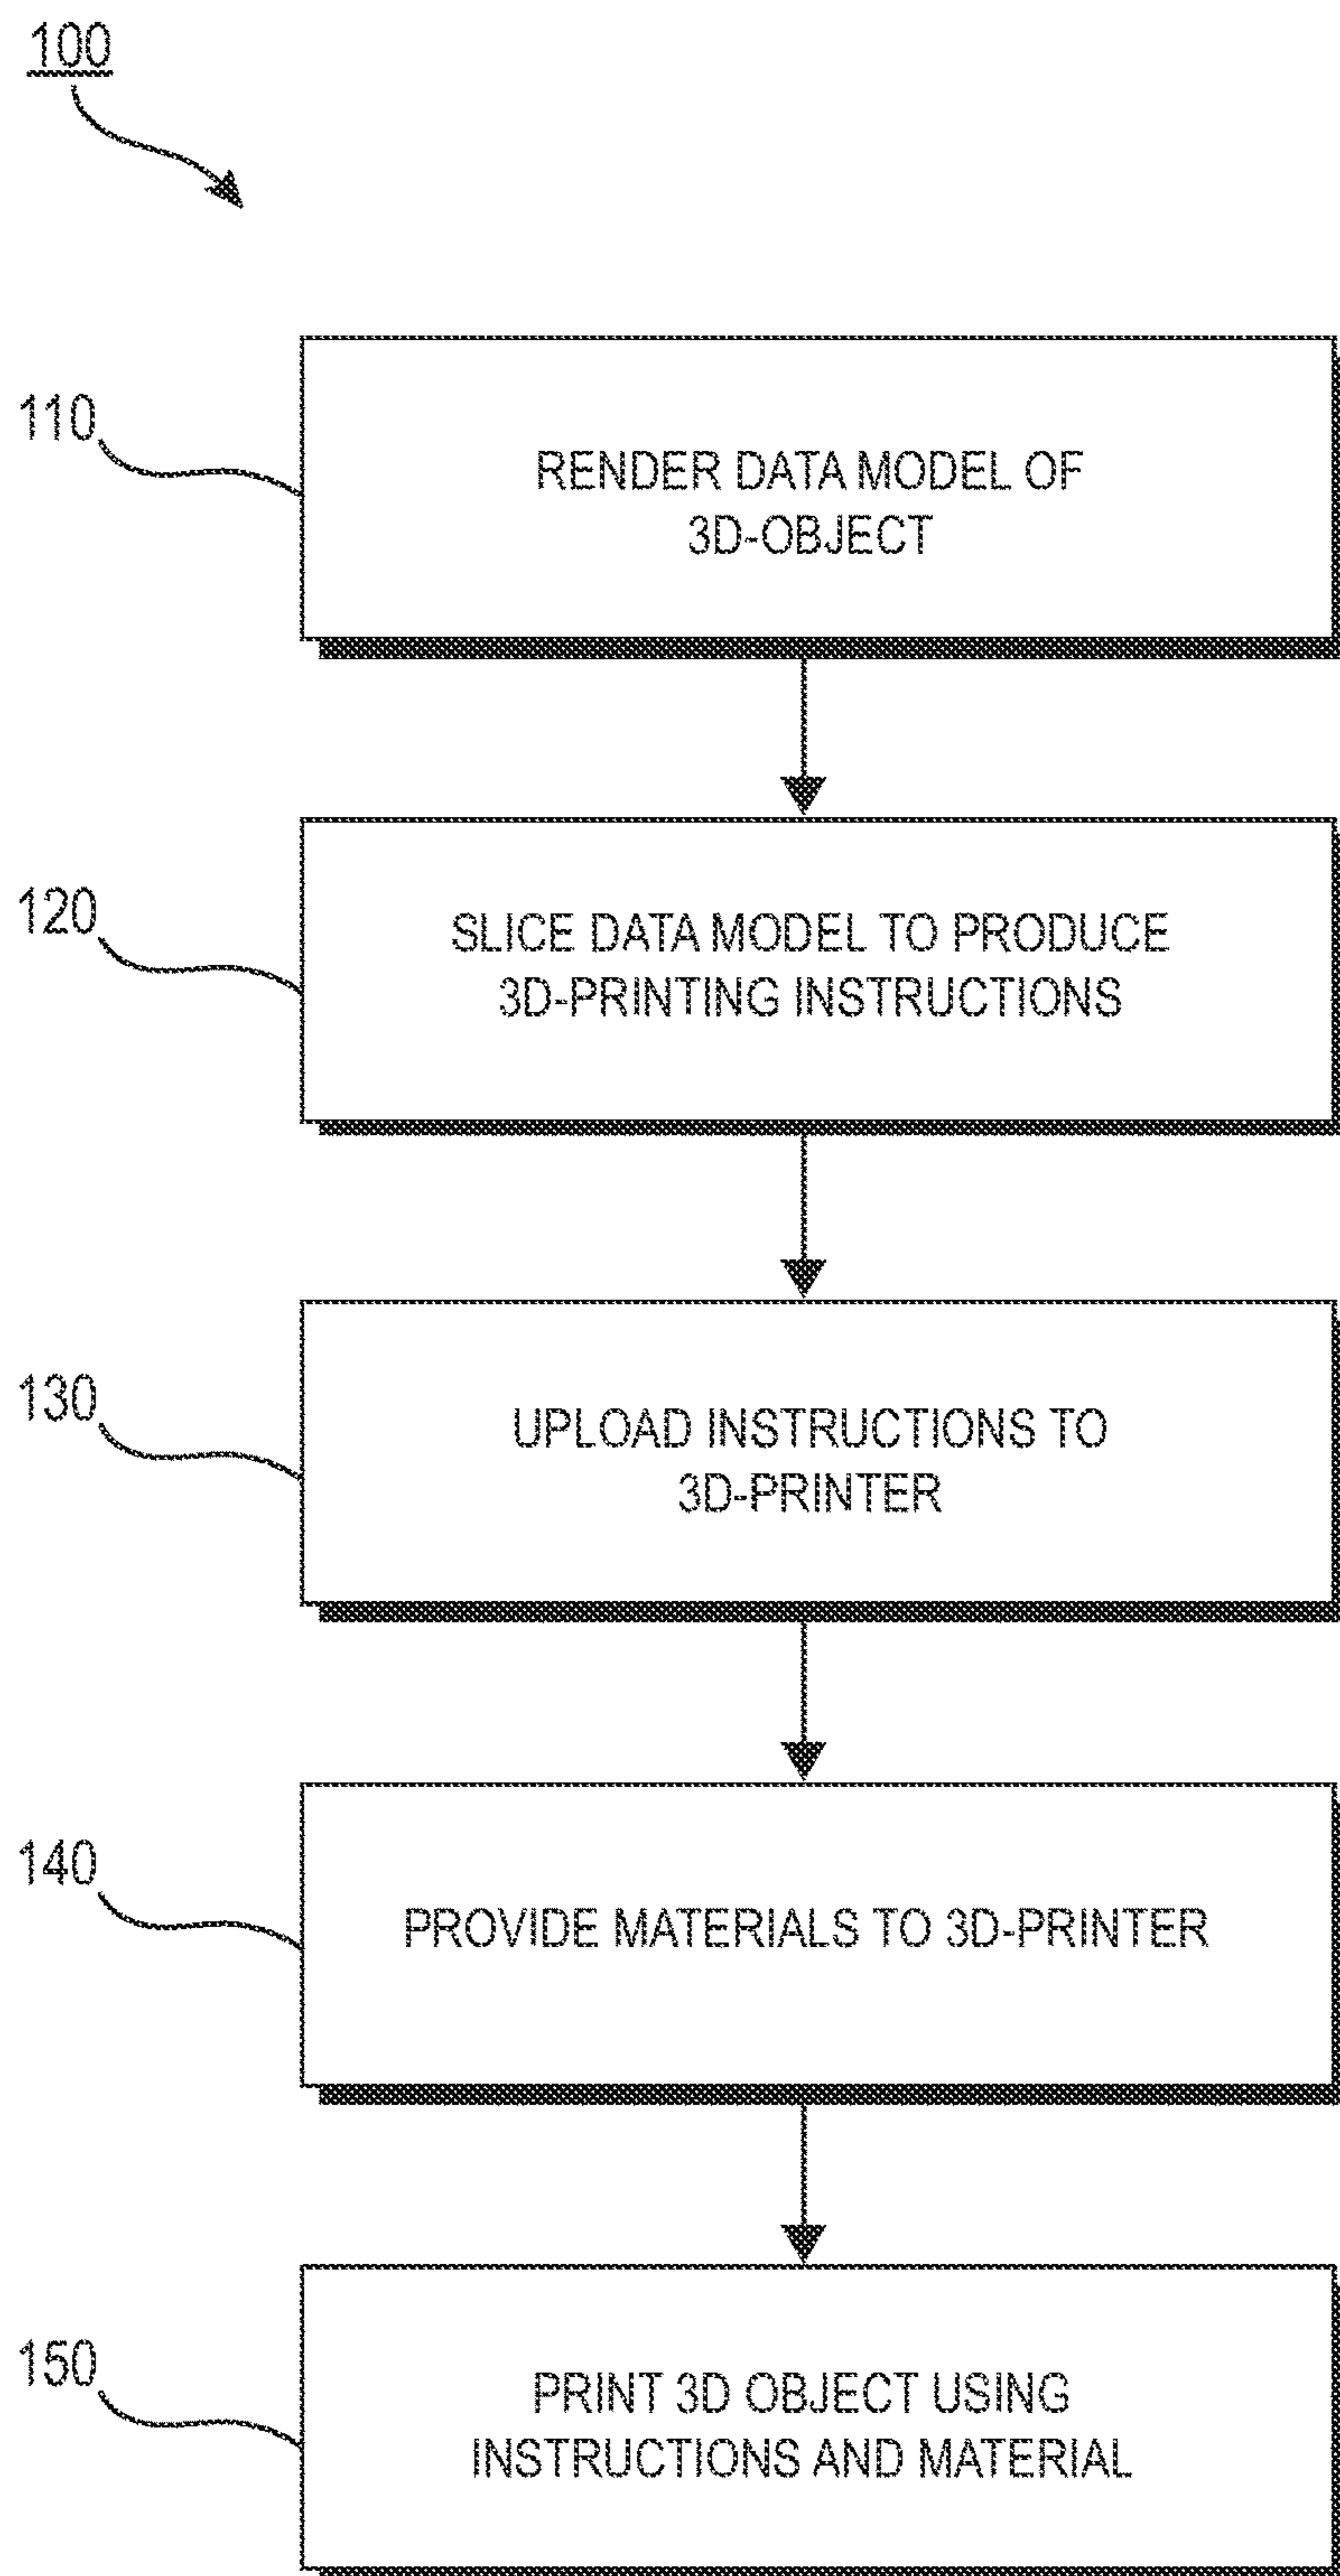 100
110
RENDER DATA MODEL OF
3D-OBJECT
120
SLICE DATA MODEL TO PRODUCE
3D-PRINTING INSTRUCTIONS
130
UPLOAD INSTRUCTIONS TO
3D-PRINTER
140
PROVIDE MATERIALS TO 3D-PRINTER
150
PRINT 3D OBJECT USING
INSTRUCTIONS AND MATERIAL